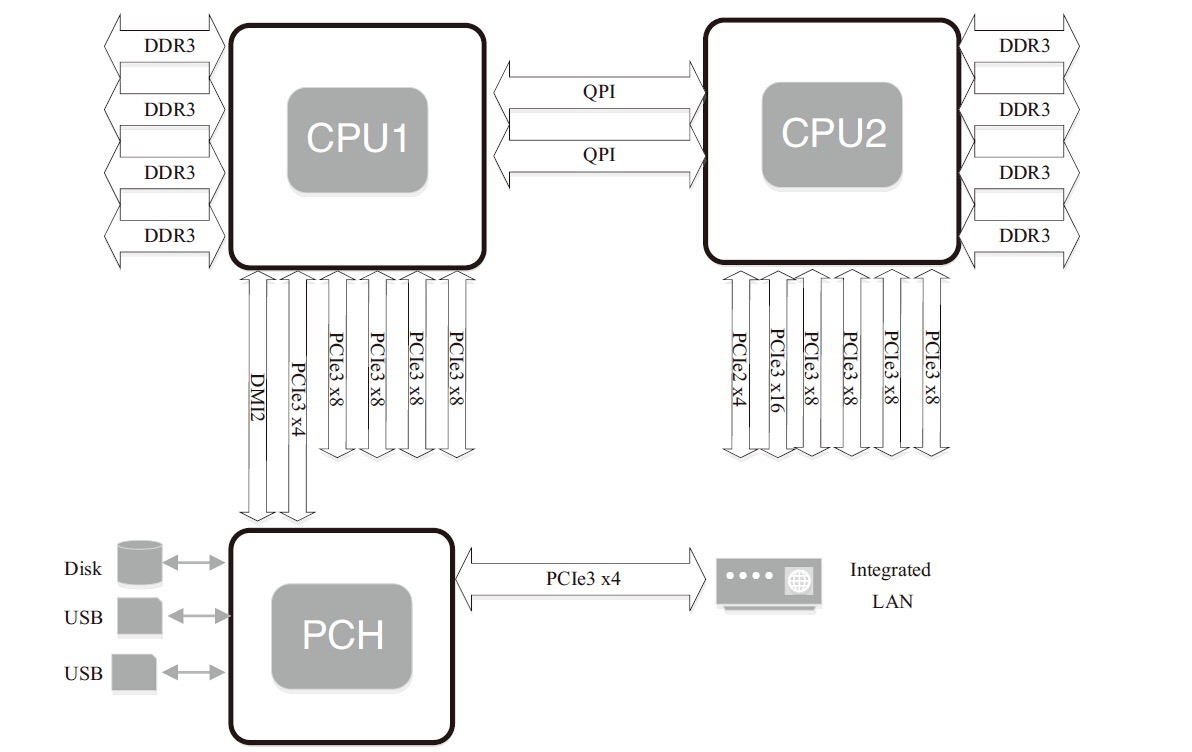 DDR3
DDR3
DDR3
DDR3
CPU1
QPI
QPI
CPU2
DDR3
DDR3
DDR3
DDR3
DMI2
PCIe3 x4
PCIe3 x8
PCIe3 x8
PCIe3 x8
PCIe3 x8
PCIe2 x4
PCIe3 x16
PCIe3 x8
PCIe3 x8
PCIe3 x8
PCIe3 x8
Disk
USB
USB
PCH
PCIe3 x4
Integrated
LAN